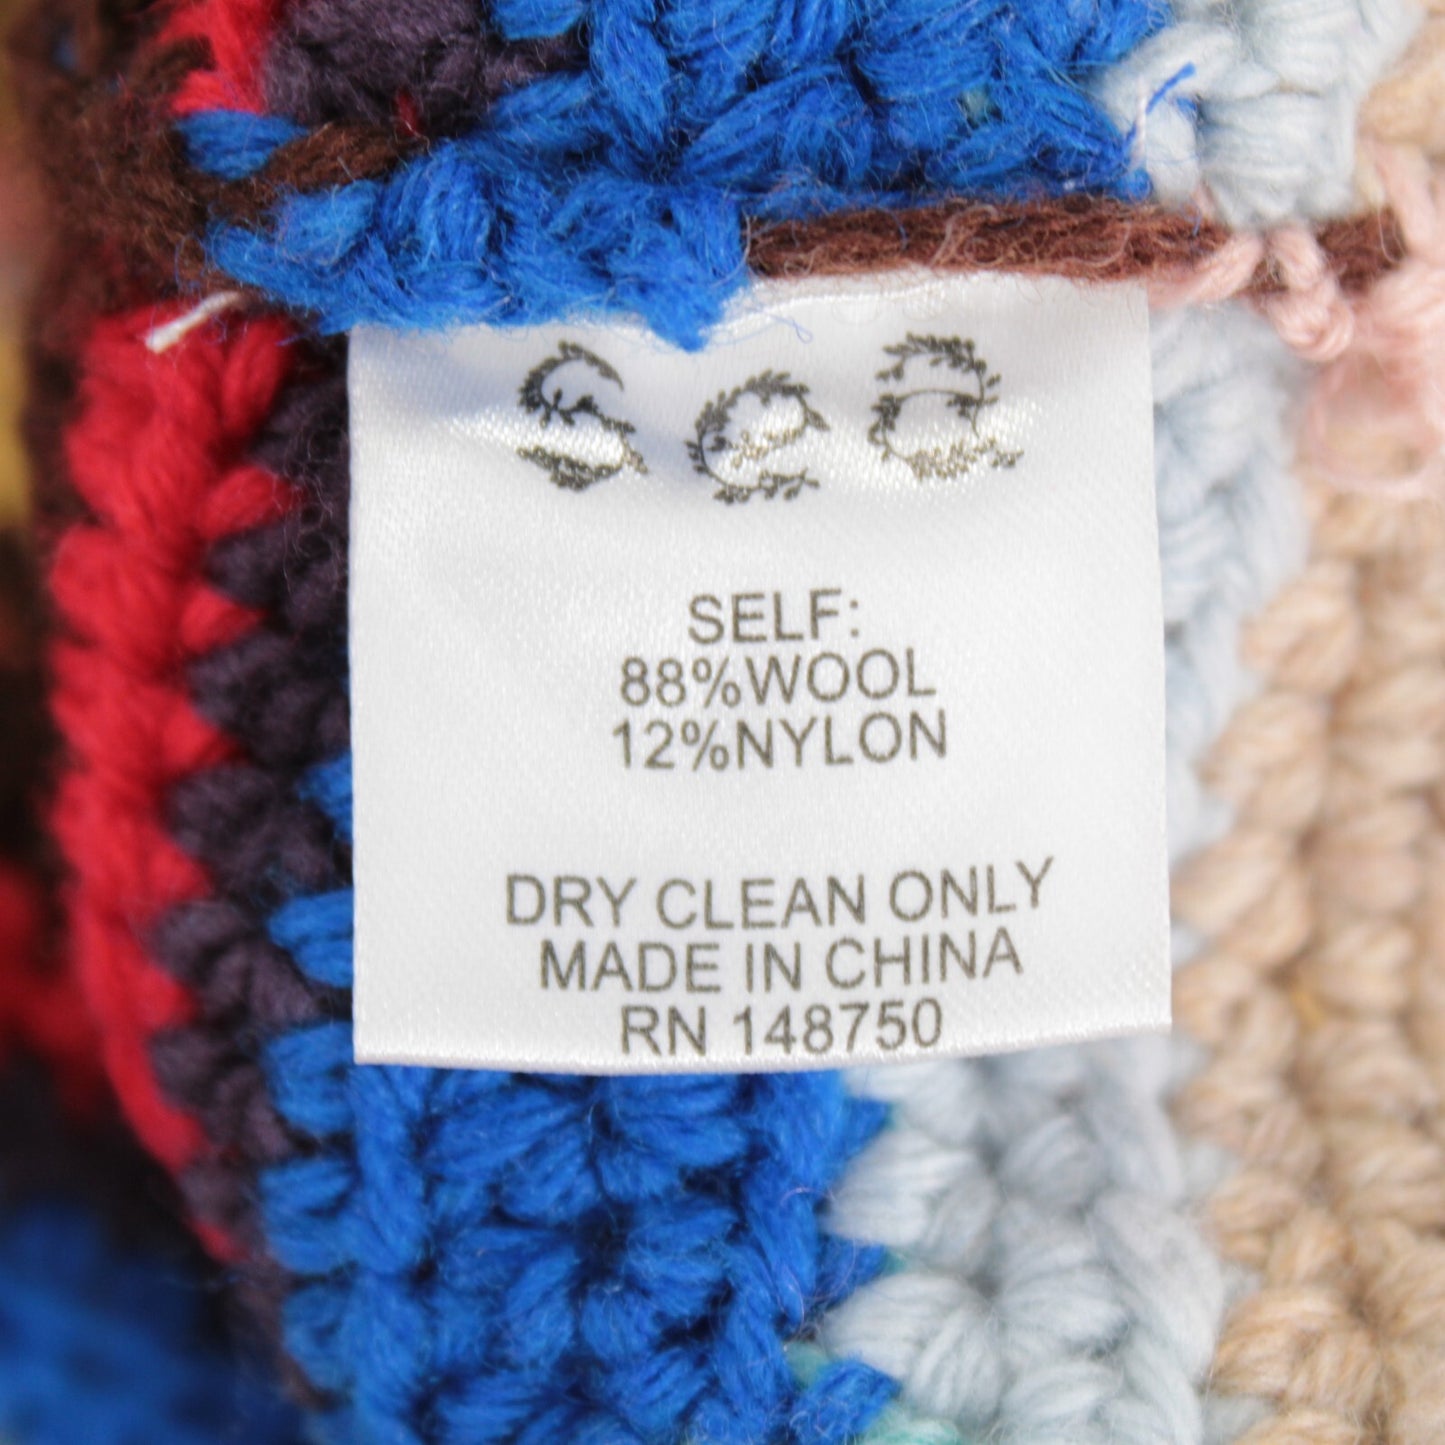 Sea
SELF:
88%WOOL
12%NYLON
DRY CLEAN ONLY
MADE IN CHINA
RN 148750